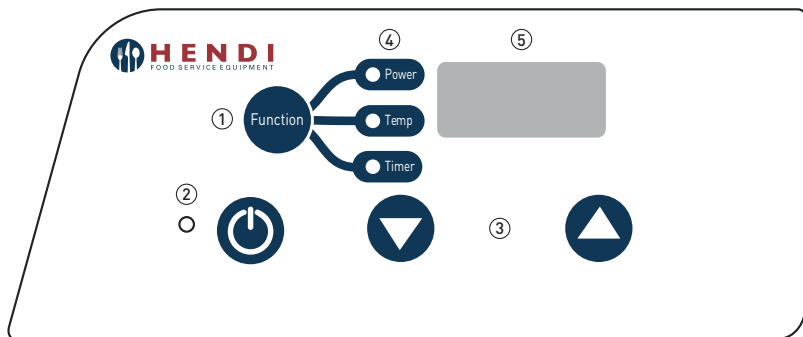 HENDI
FOOD SERVICE EQUIPMENT
④
⑤
Power
① Function
Temp
Timer
②
③